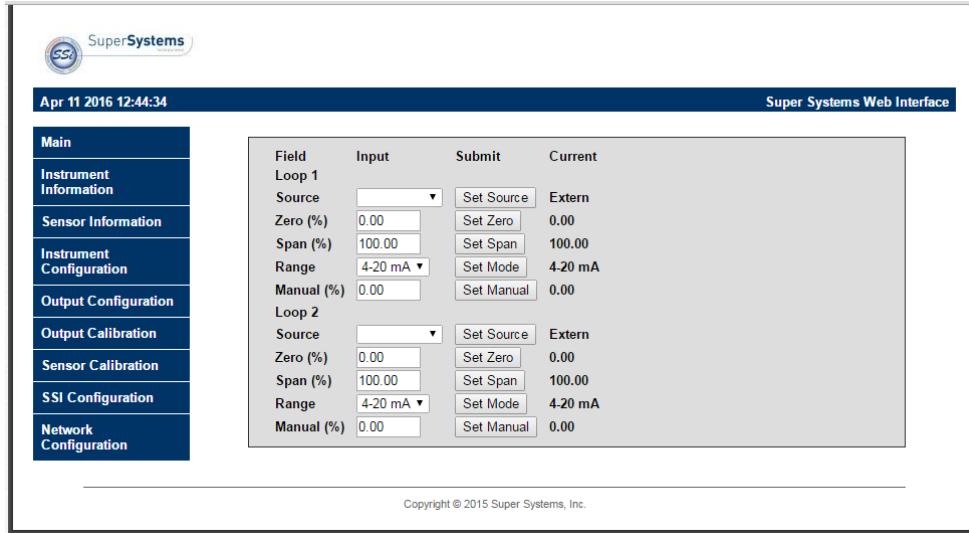 SSi SuperSystems
Apr 11 2016 12:44:34 Super Systems Web Interface
Main
Instrument
Information
Sensor Information
Instrument
Configuration
Output Configuration
Output Calibration
Sensor Calibration
SSI Configuration
Network
Configuration
Field Input Submit Current
Loop 1
Source Set Source Extern
Zero (%) 0.00 Set Zero 0.00
Span (%) 100.00 Set Span 100.00
Range 4-20 mA Set Mode 4-20 mA
Manual (%) 0.00 Set Manual 0.00
Loop 2
Source Set Source Extern
Zero (%) 0.00 Set Zero 0.00
Span (%) 100.00 Set Span 100.00
Range 4-20 mA Set Mode 4-20 mA
Manual (%) 0.00 Set Manual 0.00
Copyright © 2015 Super Systems, Inc.